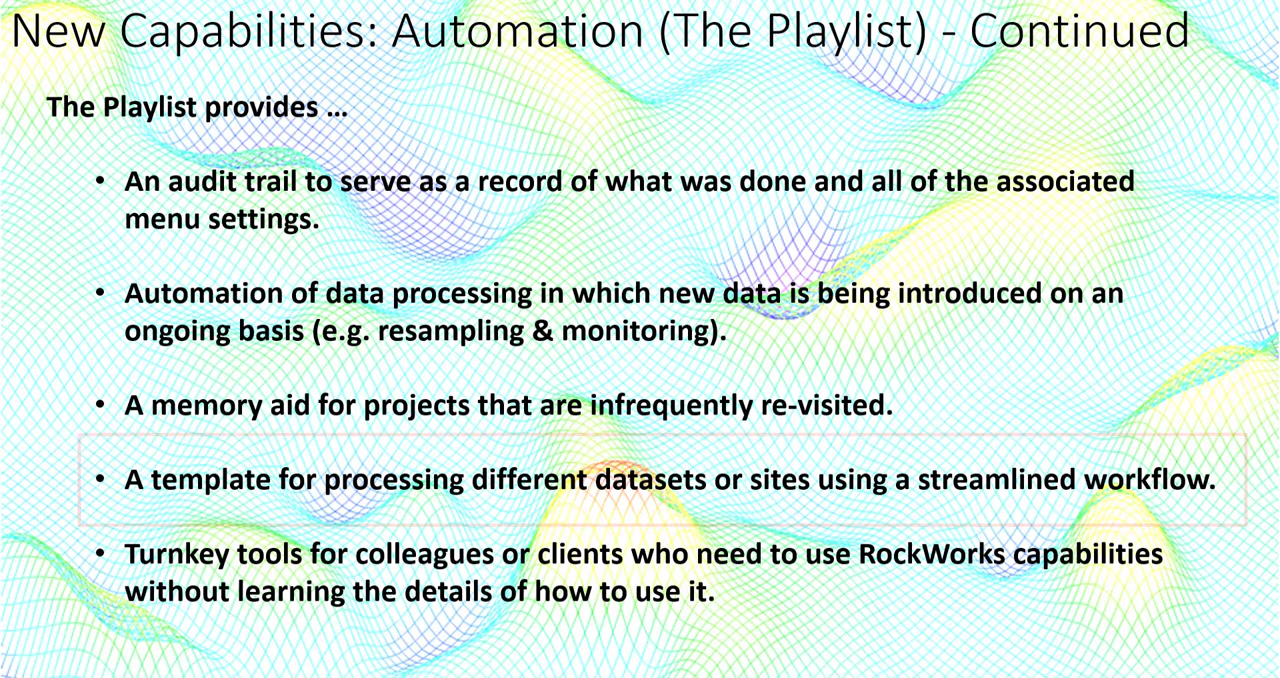 New Capabilities: Automation (The Playlist) - Continued
The Playlist provides …
• An audit trail to serve as a record of what was done and all of the associated
menu settings.
• Automation of data processing in which new data is being introduced on an
ongoing basis (e.g. resampling & monitoring).
• A memory aid for projects that are infrequently re-visited.
• A template for processing different datasets or sites using a streamlined workflow.
• Turnkey tools for colleagues or clients who need to use RockWorks capabilities
without learning the details of how to use it.